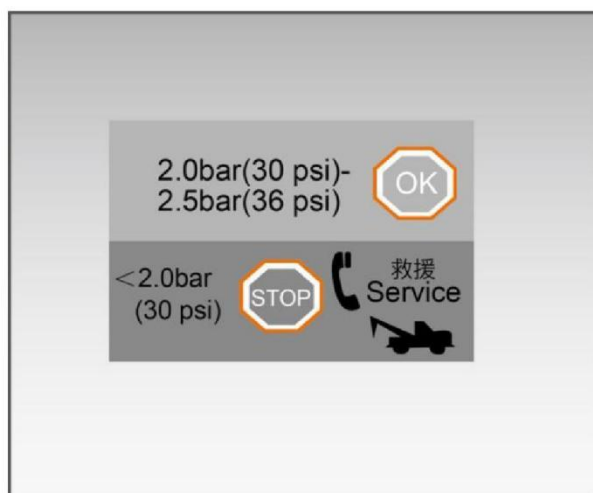 2.0bar(30 psi)-
2.5bar(36 psi)
OK
<2.0bar
(30 psi)
STOP
救援
Service